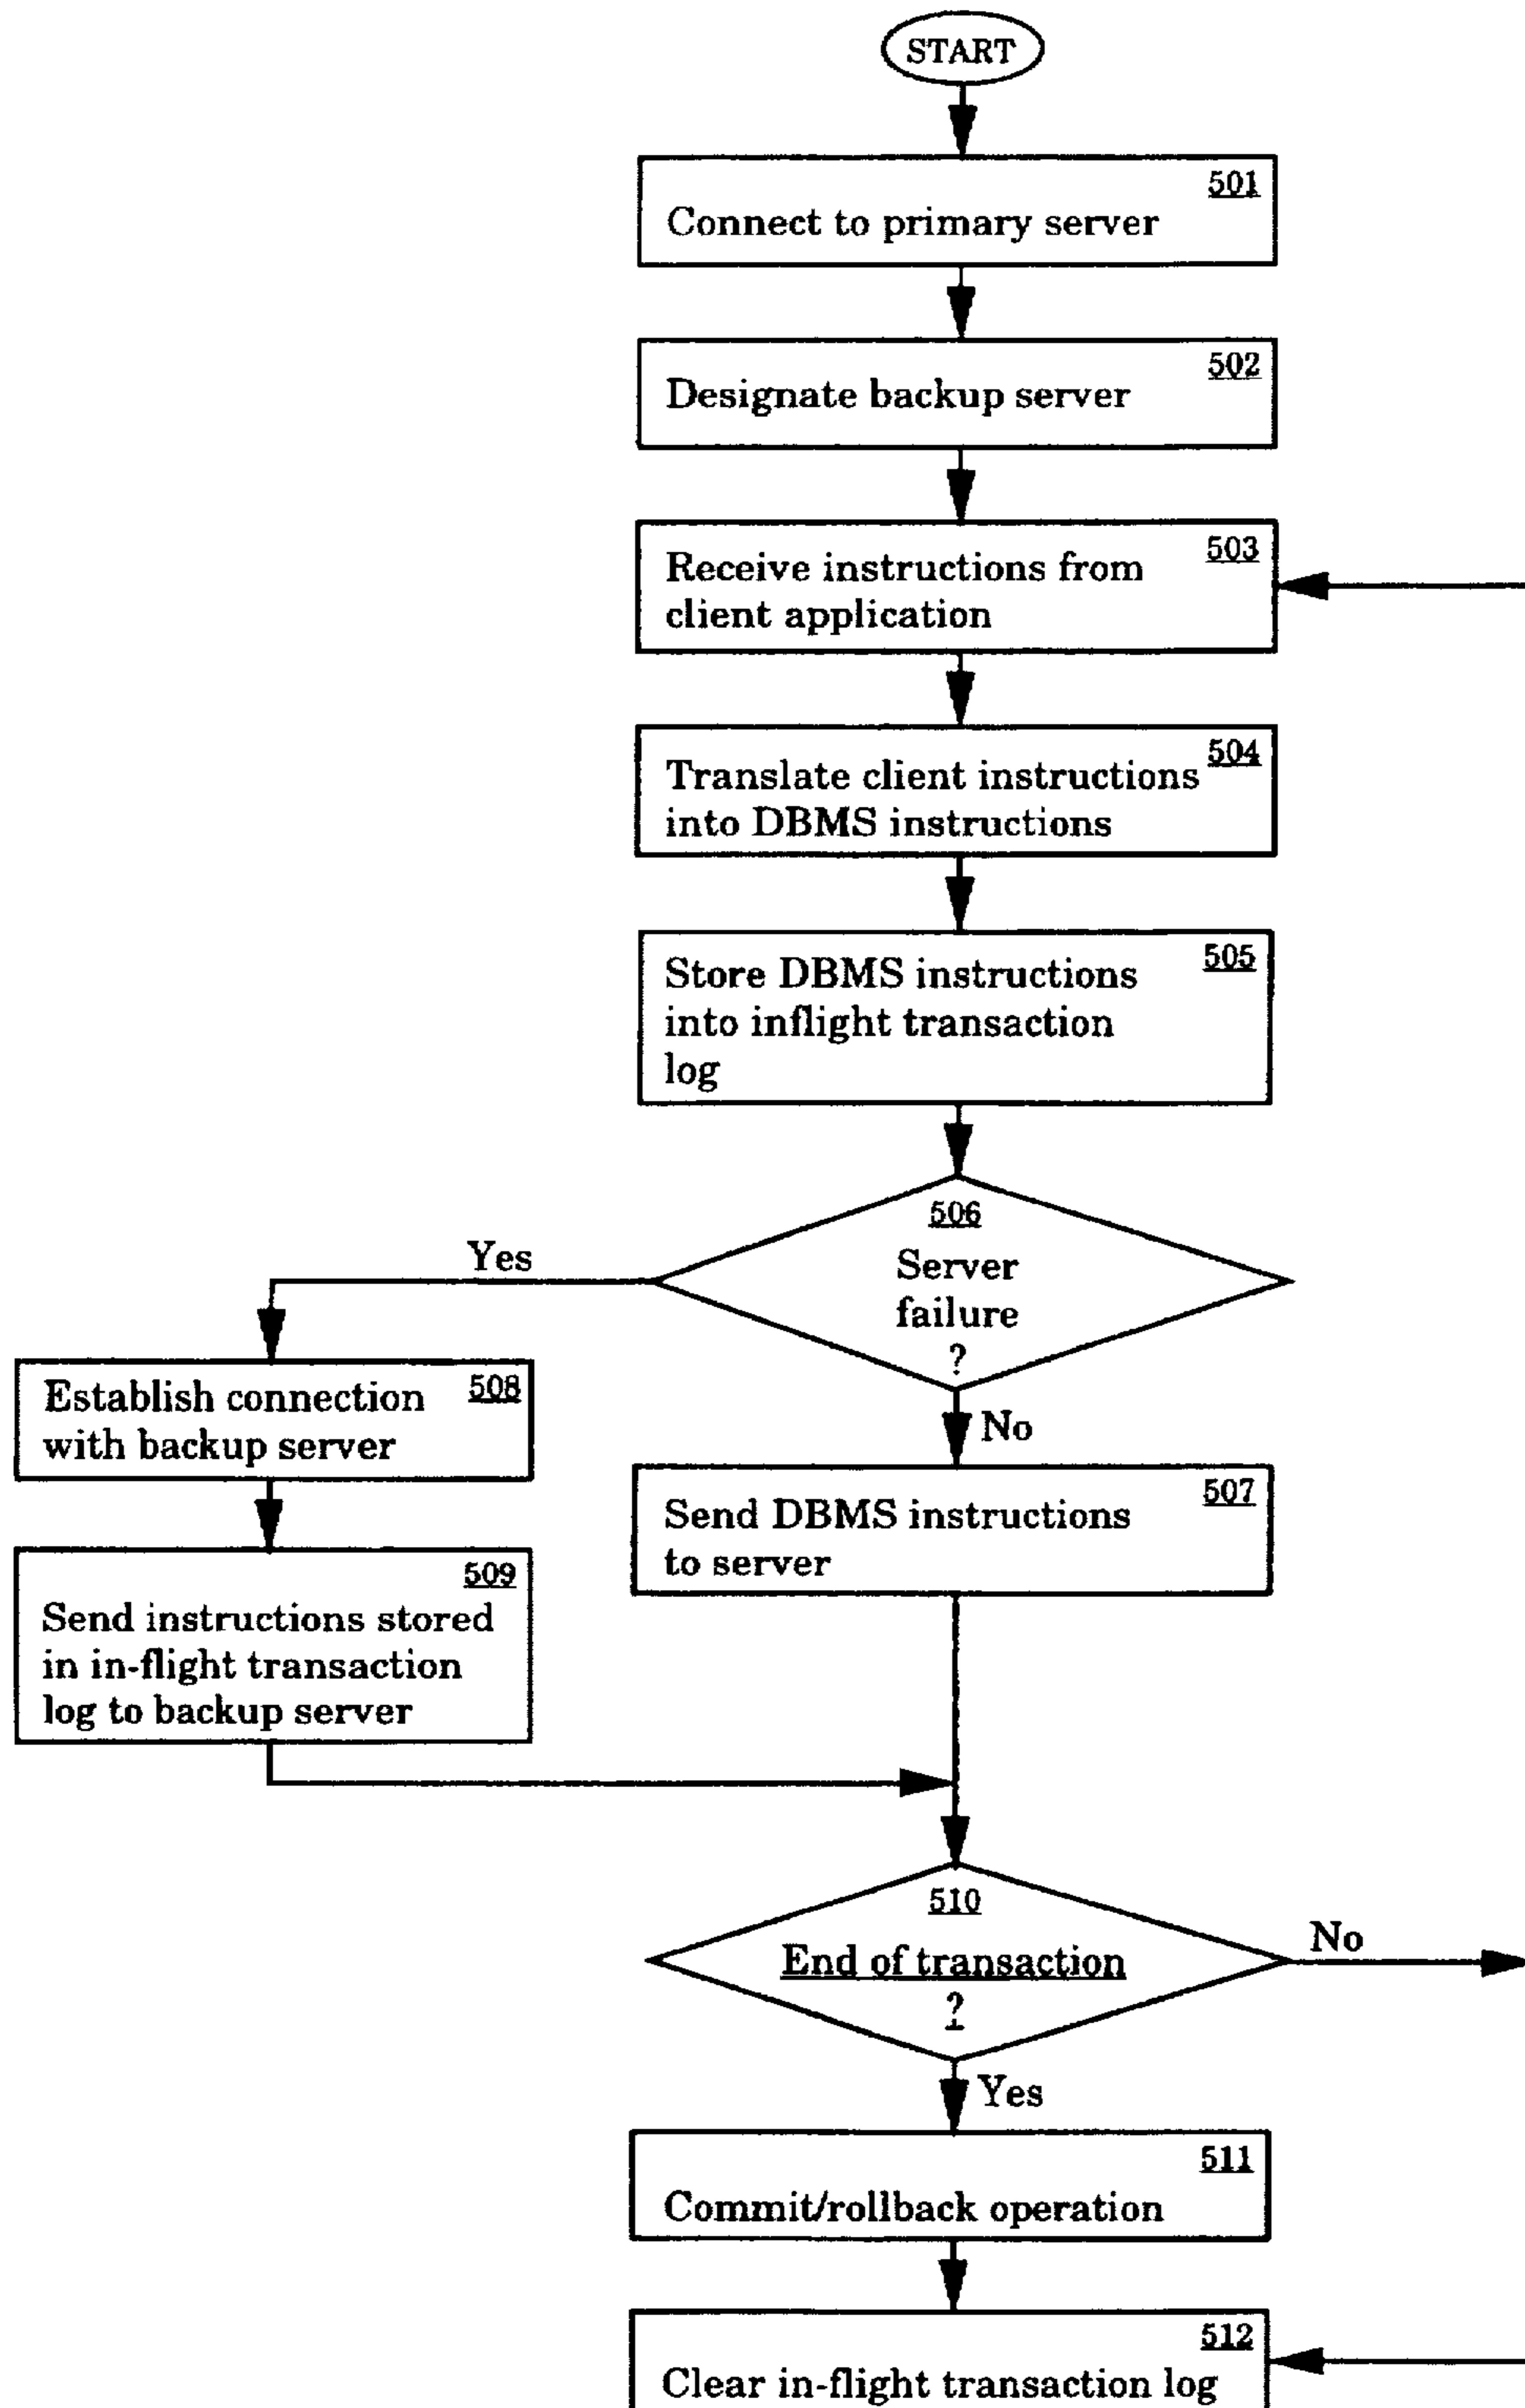 START
501
Connect to primary server
502
Designate backup server
503
Receive instructions from
client application
504
Translate client instructions
into DBMS instructions
505
Store DBMS instructions
into inflight transaction
log
506
Server
failure
?
Yes
No
508
Establish connection
with backup server
507
Send DBMS instructions
to server
509
Send instructions stored
in in-flight transaction
log to backup server
510
End of transaction
?
No
Yes
511
Commit/rollback operation
512
Clear in-flight transaction log